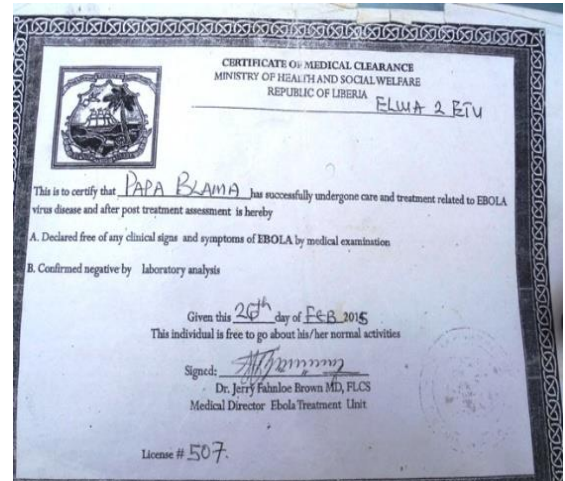 CERTIFICATE OF MEDICAL CLEARANCE
MINISTRY OF HEALTH AND SOCIAL WELFARE
REPUBLIC OF LIBERIA
ELWA 2 ETU
This is to certify that PAPA BLAMA has successfully undergone care and treatment related to EBOLA
virus disease and after post treatment assessment is hereby
A. Declared free of any clinical signs and symptoms of EBOLA by medical examination
B. Confirmed negative by laboratory analysis
Given this 20th day of FEB 2015
This individual is free to go about his/her normal activities
Signed:
Dr. Jerry Fahnloe Brown MD, FLCS
Medical Director Ebola Treatment Unit
License # 507.